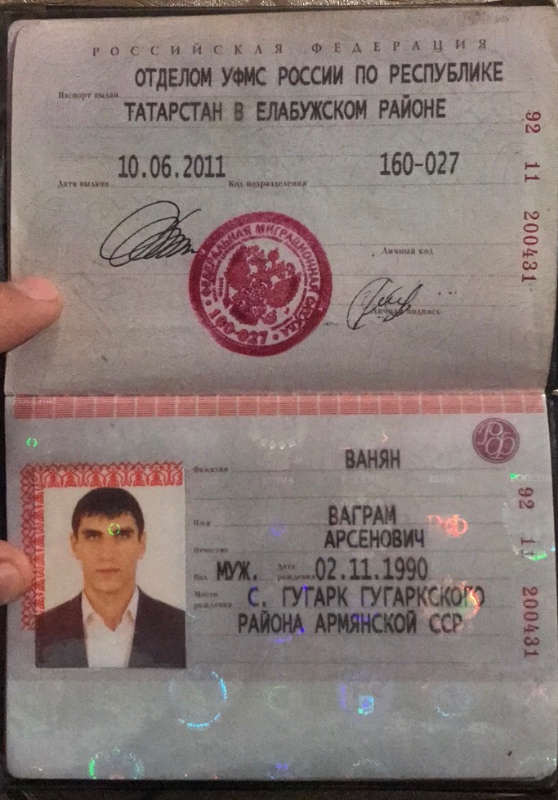 РОССИЙСКАЯ ФЕДЕРАЦИЯ
Паспорт выдан ОТДЕЛОМ УФМС РОССИИ ПО РЕСПУБЛИКЕ
ТАТАРСТАН В ЕЛАБУЖСКОМ РАЙОНЕ
Дата выдачи 10.06.2011 Код подразделения 160-027
92 11 200431
Личный код
Личная подпись
ФЕДЕРАЛЬНАЯ МИГРАЦИОННАЯ СЛУЖБА
160-027
РФ
Фамилия ВАНЯН
Имя ВАГРАМ
Отчество АРСЕНОВИЧ
Пол МУЖ. Дата рождения 02.11.1990
Место рождения С. ГУГАРК ГУГАРКСКОГО
РАЙОНА АРМЯНСКОЙ ССР
92 11 200431